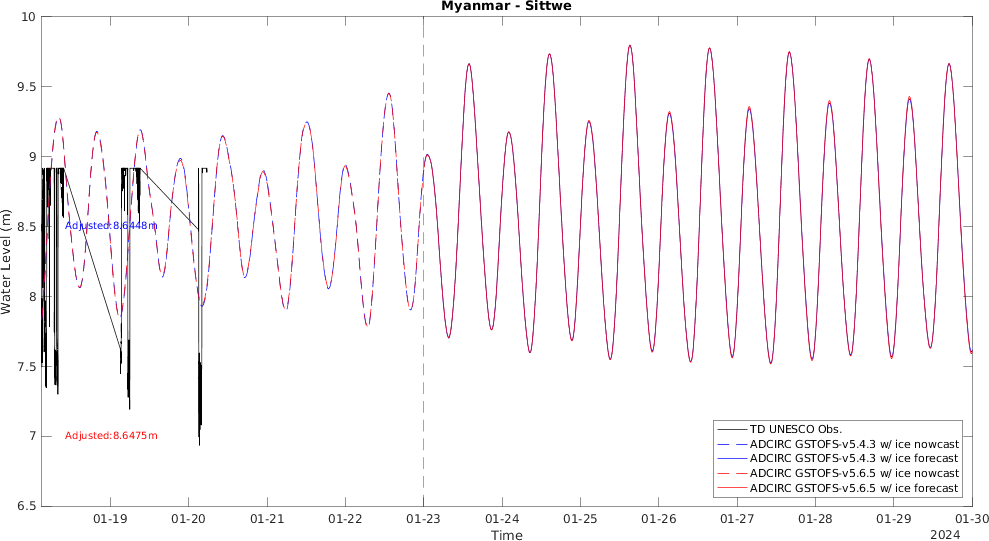 Myanmar - Sittwe
10
9.5
9
8.5
8
7.5
7
6.5
Water Level (m)
Adjusted:8.6448m
Adjusted:8.6475m
TD UNESCO Obs.
ADCIRC GSTOFS-v5.4.3 w/ ice nowcast
ADCIRC GSTOFS-v5.4.3 w/ ice forecast
ADCIRC GSTOFS-v5.6.5 w/ ice nowcast
ADCIRC GSTOFS-v5.6.5 w/ ice forecast
01-19 01-20 01-21 01-22 01-23 01-24 01-25 01-26 01-27 01-28 01-29 01-30
Time
2024